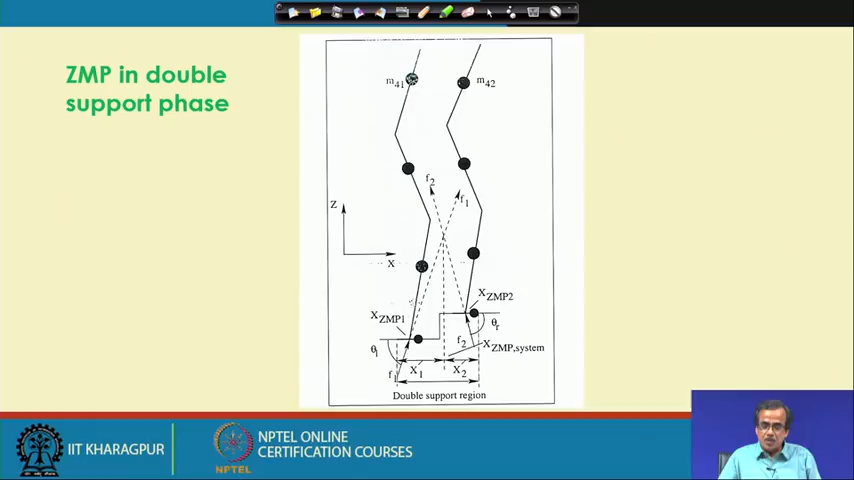 ZMP in double
support phase
m41
m42
f2
f1
Z
X
XZMP2
XZMP1
θr
θl
f2
XZMP,system
X1
X2
f1
Double support region
IIT KHARAGPUR
NPTEL
NPTEL ONLINE
CERTIFICATION COURSES